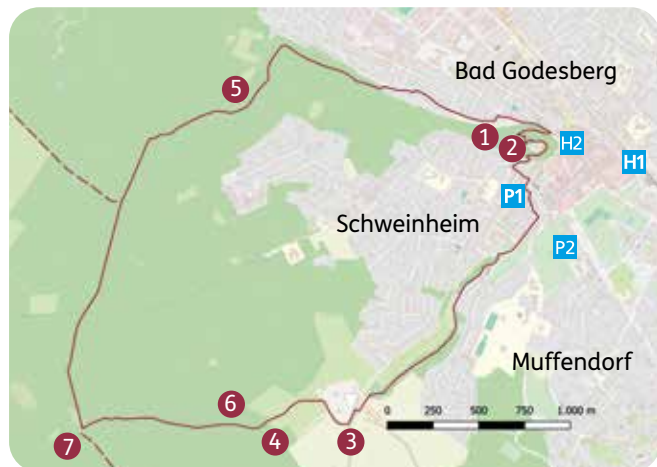 Bad Godesberg
5
1
2
H2
H1
P1
Schweinheim
P2
Muffendorf
6
0 250 500 750 1.000 m
7
4
3